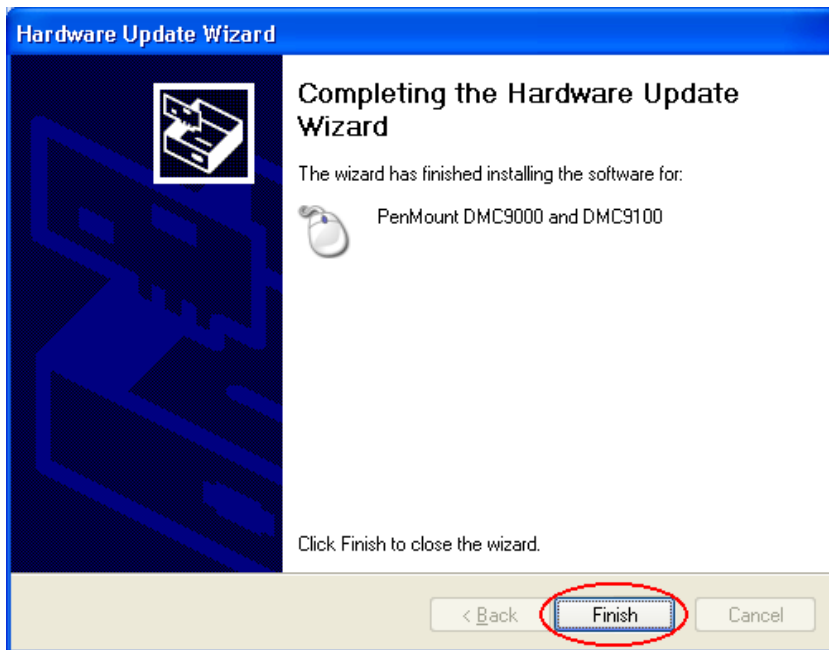 Hardware Update Wizard
Completing the Hardware Update
Wizard
The wizard has finished installing the software for:
PenMount DMC9000 and DMC9100
Click Finish to close the wizard.
< Back
Finish
Cancel